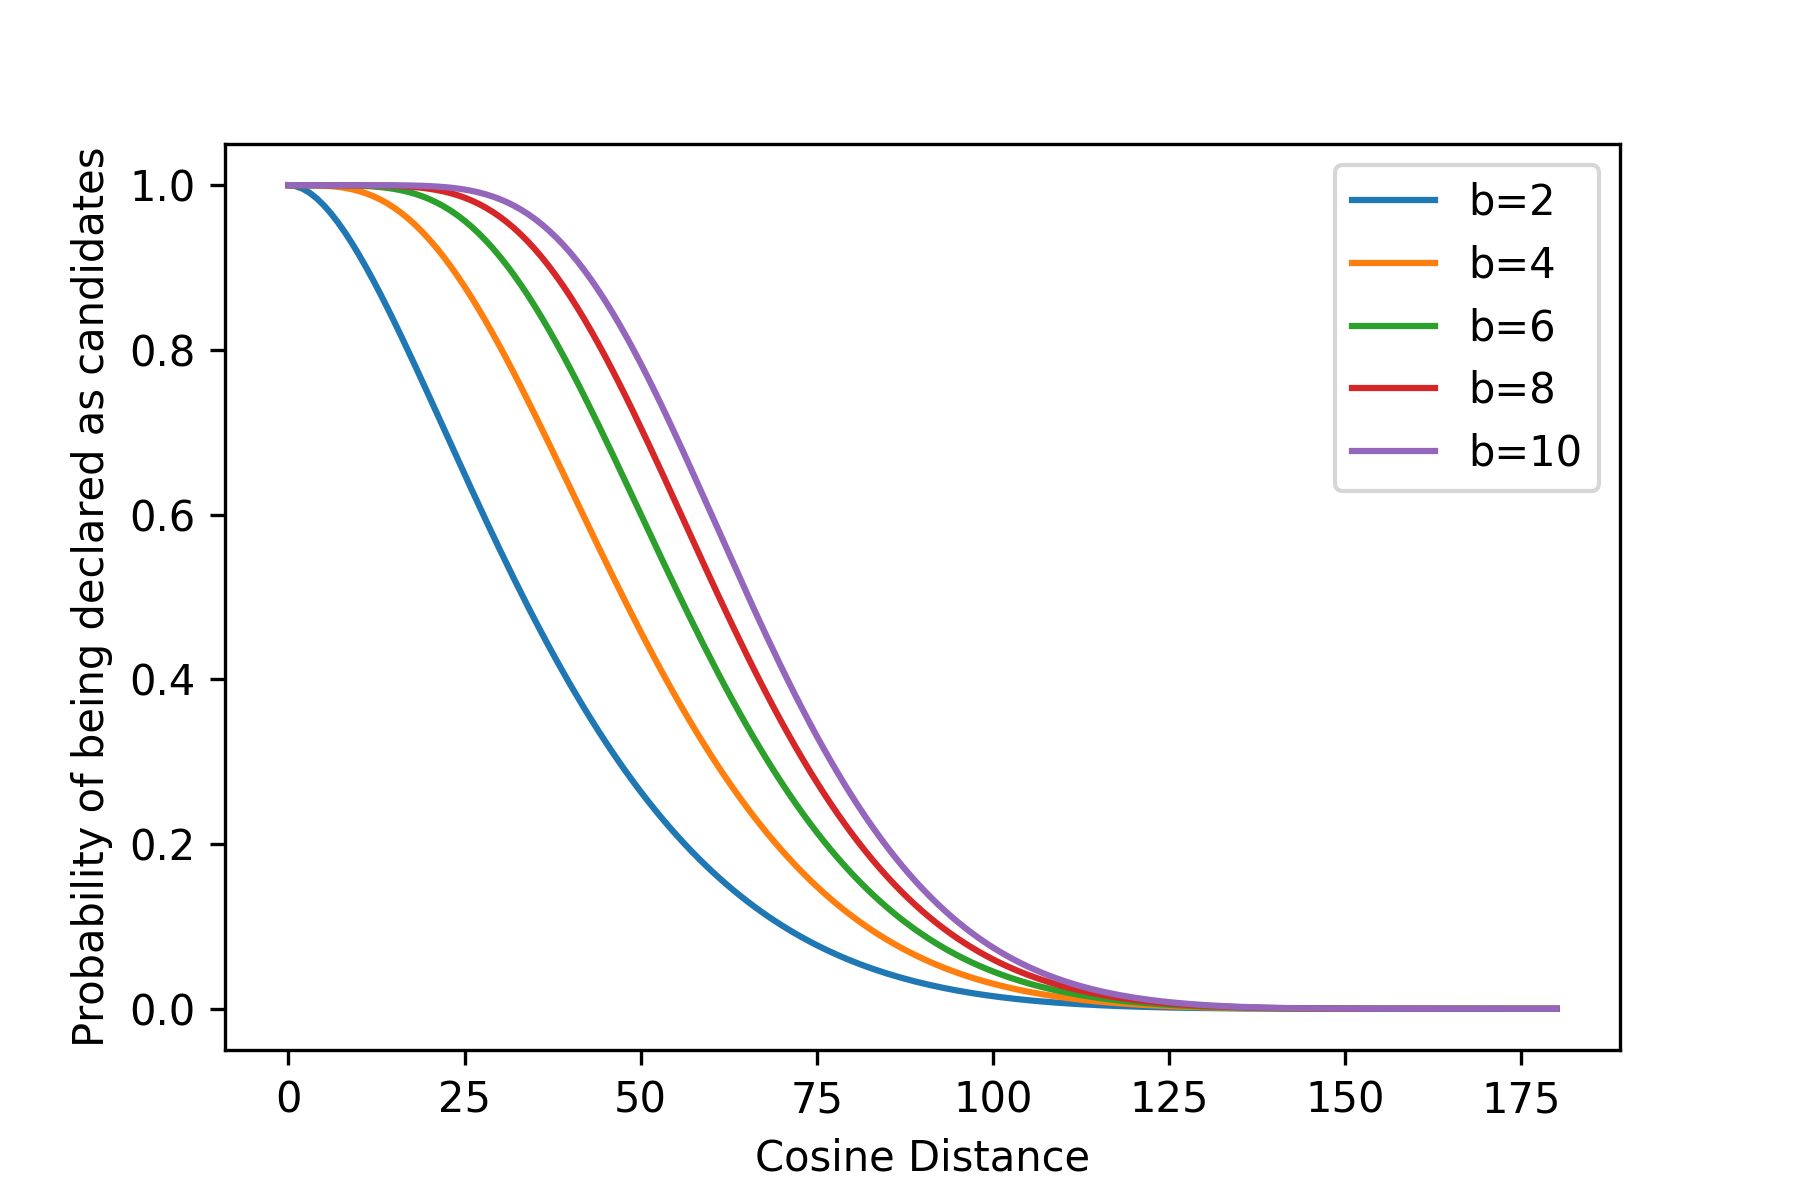 Probability of being declared as candidates
1.0
0.8
0.6
0.4
0.2
0.0
0 25 50 75 100 125 150 175
Cosine Distance
b=2
b=4
b=6
b=8
b=10